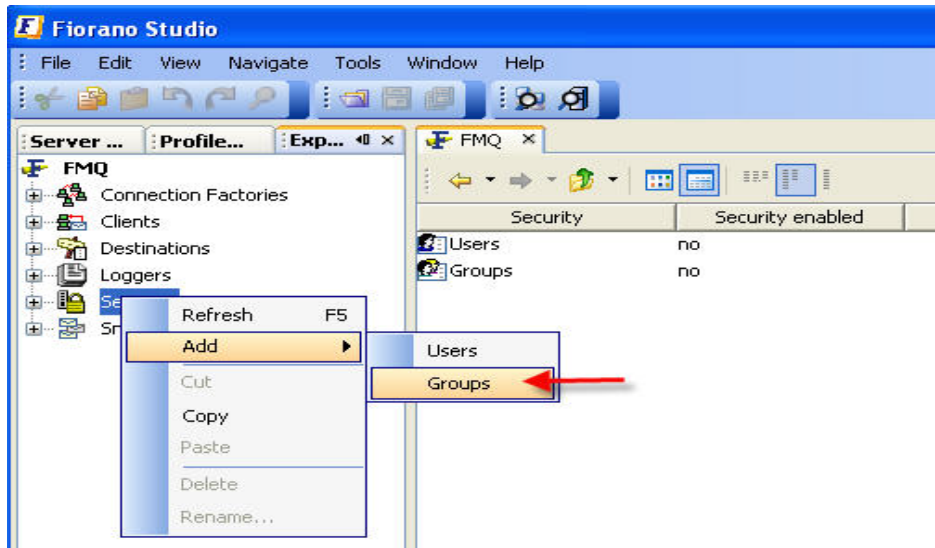 Fiorano Studio
File Edit View Navigate Tools Window Help
Server ... Profile... Exp...
FMQ
FMQ
Connection Factories
Clients
Destinations
Loggers
Security Security enabled
Users no
Groups no
Refresh F5
Add
Cut
Copy
Paste
Delete
Rename...
Users
Groups